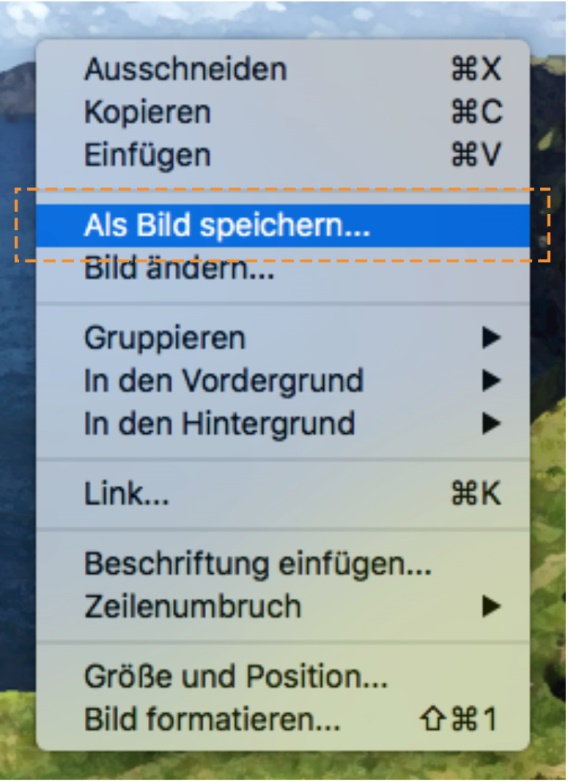 Ausschneiden ⌘X
Kopieren ⌘C
Einfügen ⌘V
Als Bild speichern...
Bild ändern...
Gruppieren ▶
In den Vordergrund ▶
In den Hintergrund ▶
Link... ⌘K
Beschriftung einfügen...
Zeilenumbruch ▶
Größe und Position...
Bild formatieren... ⇧⌘1